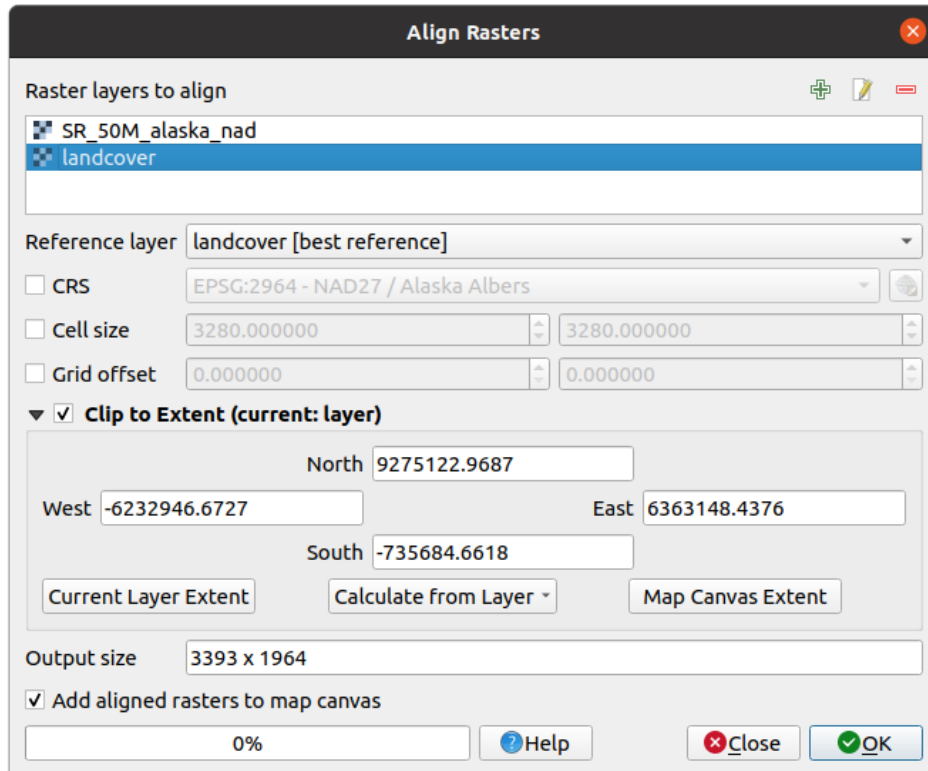 Align Rasters
Raster layers to align
SR_50M_alaska_nad
landcover
Reference layer landcover [best reference]
CRS EPSG:2964 - NAD27 / Alaska Albers
Cell size 3280.000000 3280.000000
Grid offset 0.000000 0.000000
Clip to Extent (current: layer)
North 9275122.9687
West -6232946.6727 East 6363148.4376
South -735684.6618
Current Layer Extent Calculate from Layer Map Canvas Extent
Output size 3393 x 1964
Add aligned rasters to map canvas
0% Help Close OK